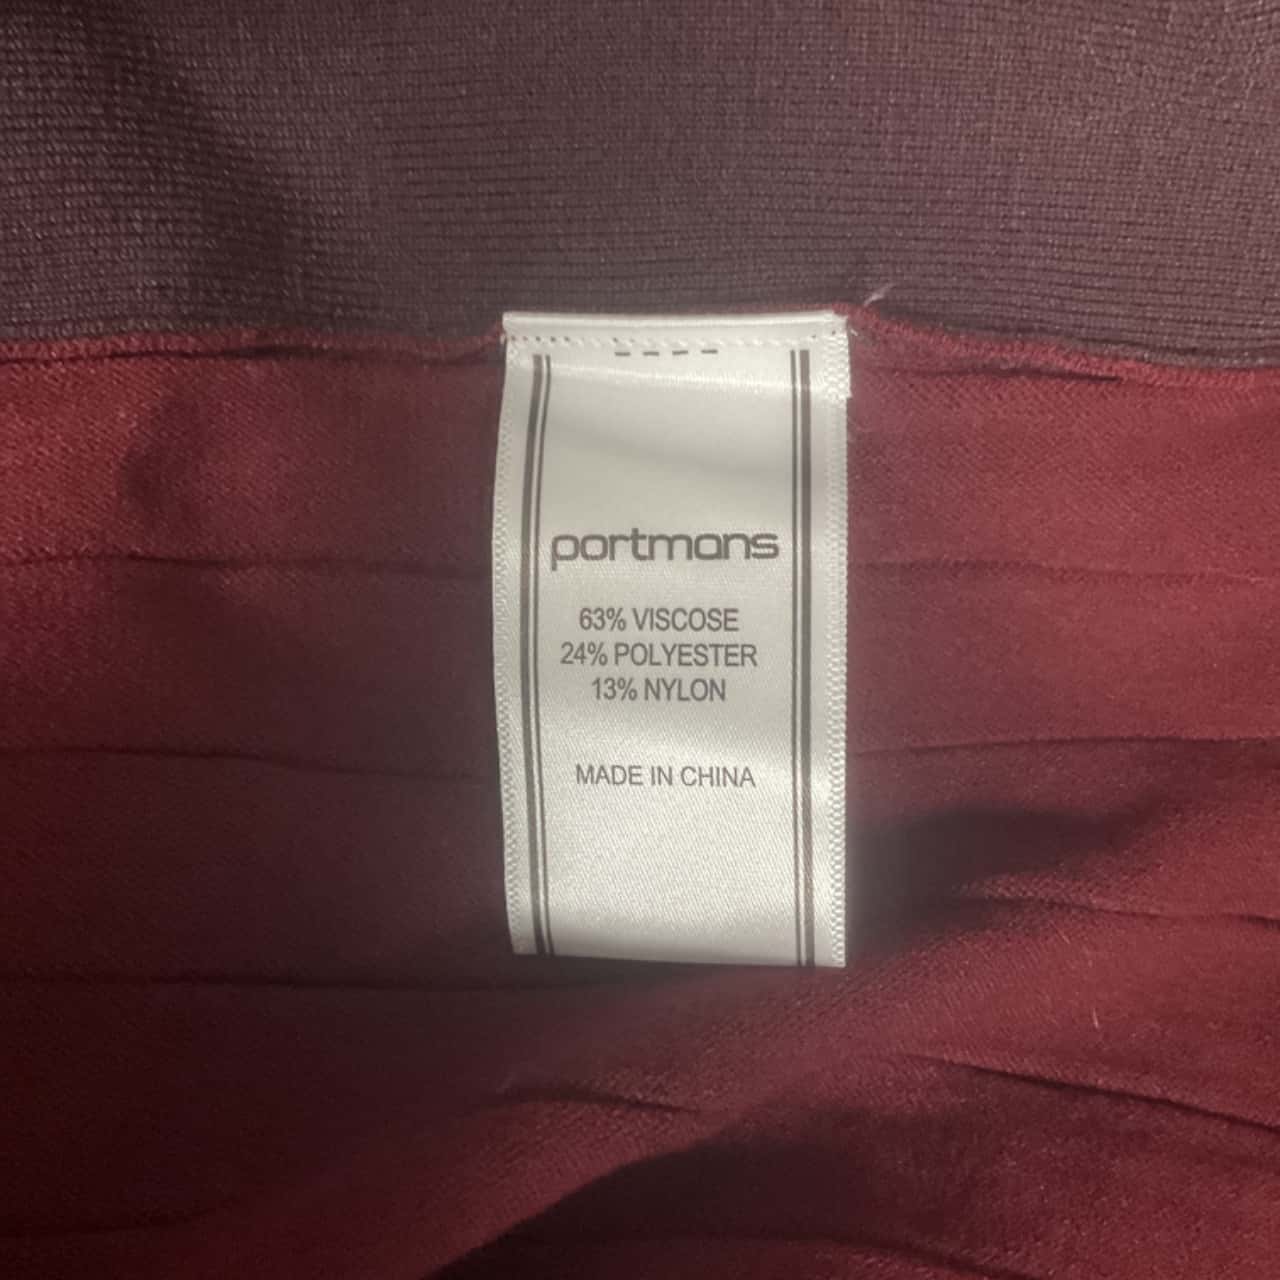 portmans
63% VISCOSE
24% POLYESTER
13% NYLON
MADE IN CHINA